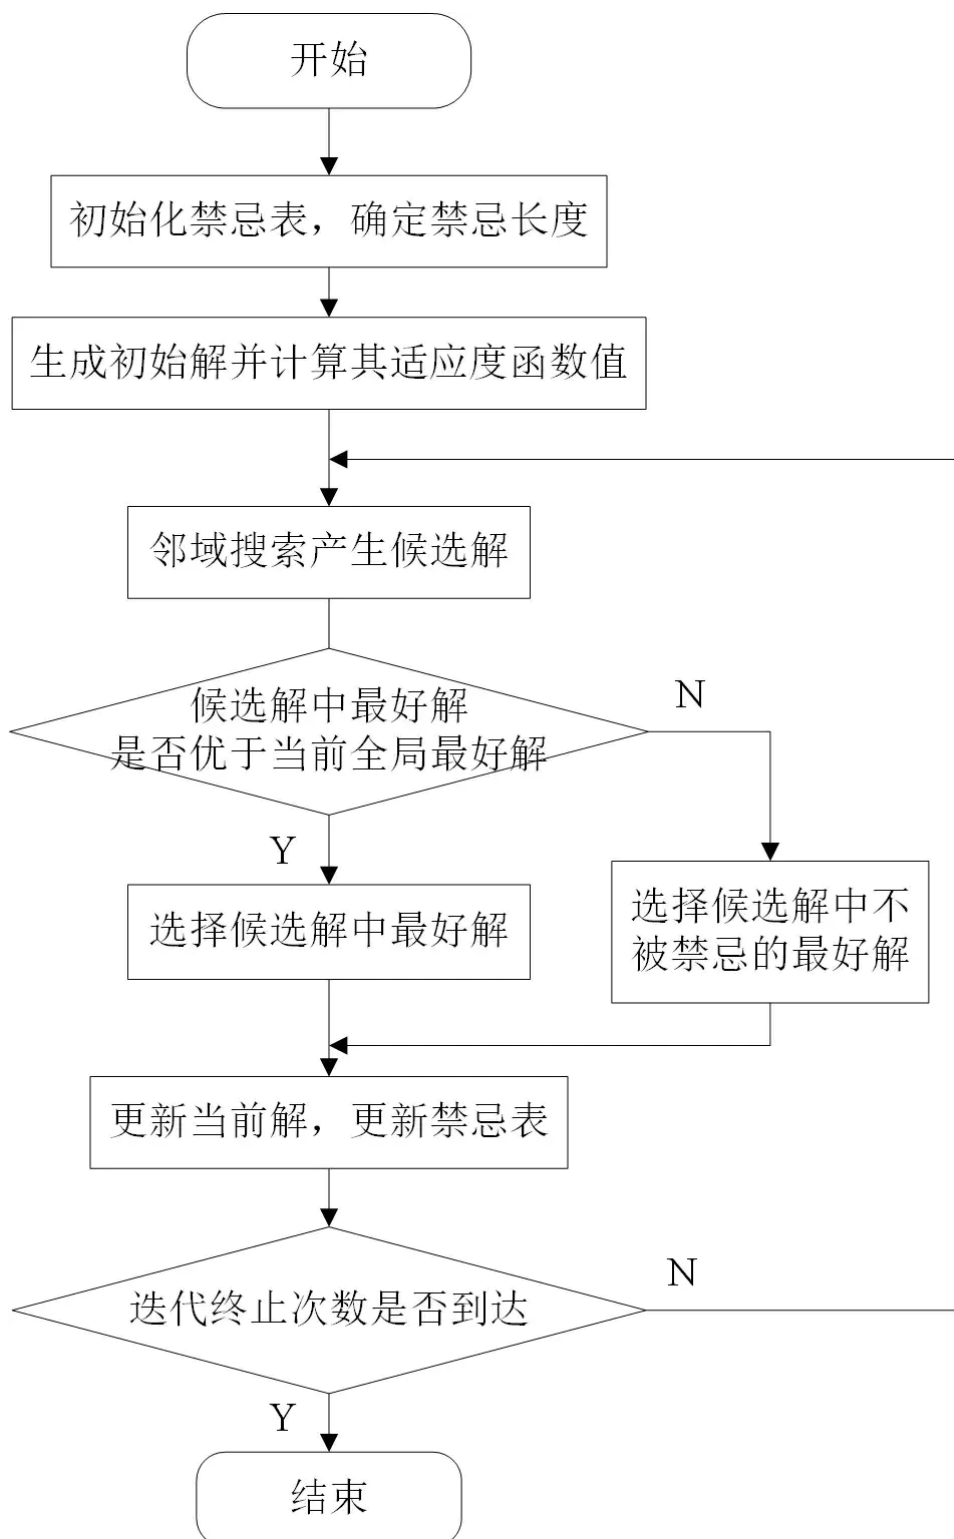 开始
初始化禁忌表，确定禁忌长度
生成初始解并计算其适应度函数值
邻域搜索产生候选解
候选解中最好解
是否优于当前全局最好解
N
Y
选择候选解中最好解
选择候选解中不
被禁忌的最好解
更新当前解，更新禁忌表
N
迭代终止次数是否到达
Y
结束